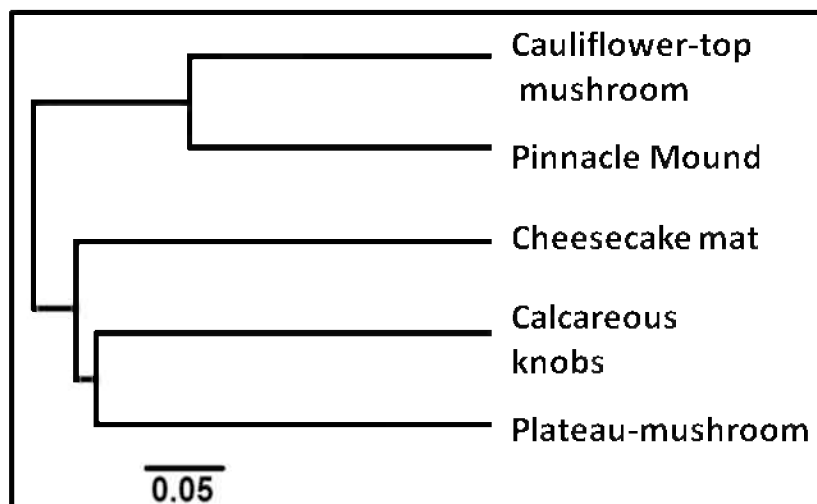 Cauliflower-top
mushroom
Pinnacle Mound
Cheesecake mat
Calcareous
knobs
Plateau-mushroom
0.05